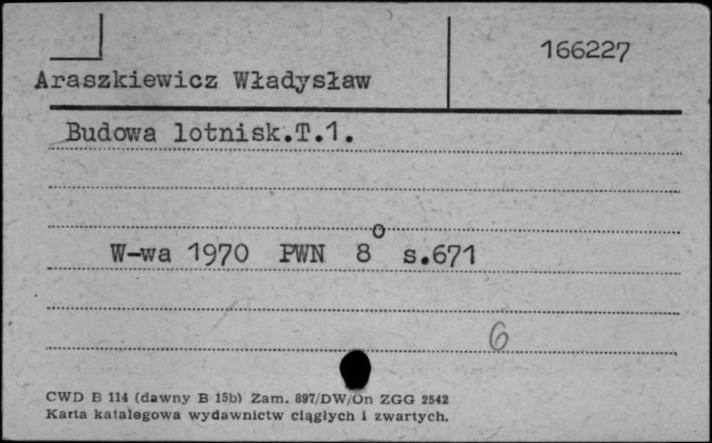 166227
Araszkiewicz Władysław
Budowa lotnisk.T.1.
W-wa 1970 PWN 8° s.671
6
CWD B 114 (dawny B 15b) Zam. 897/DW/On ZGG 2542
Karta katalegowa wydawnictw ciągłych i zwartych.